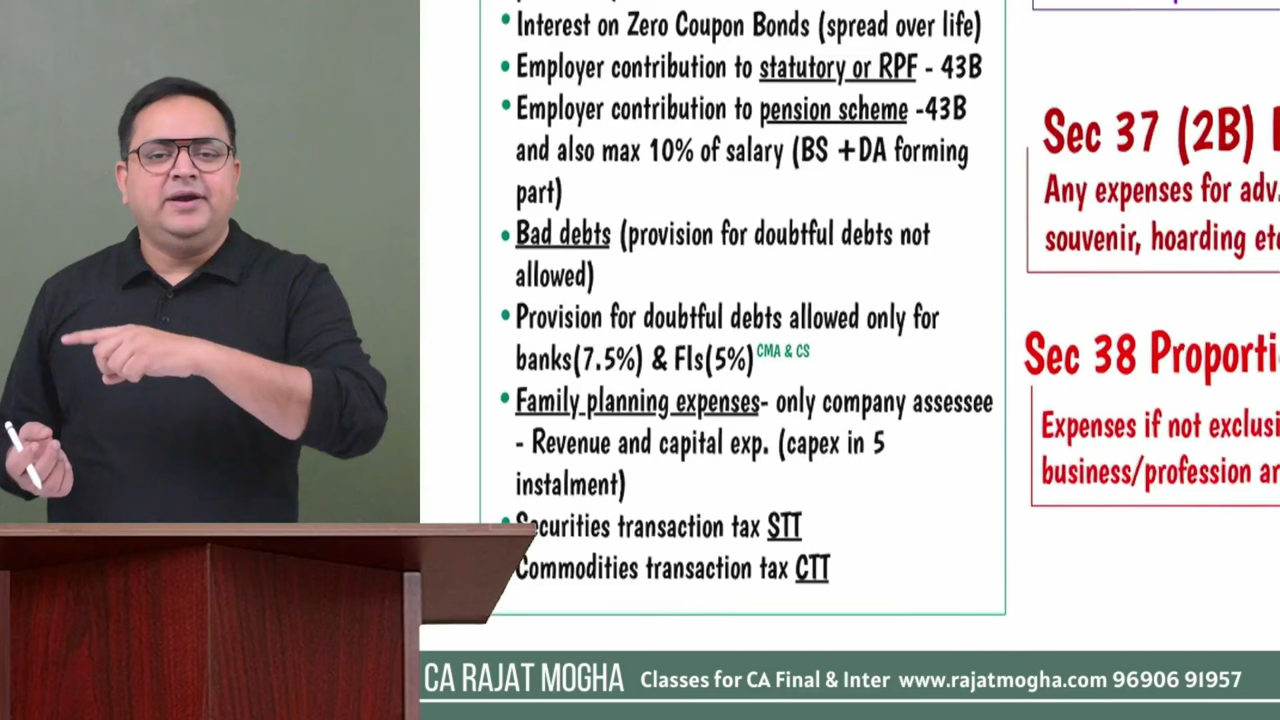 • Interest on Zero Coupon Bonds (spread over life)
• Employer contribution to statutory or RPF - 43B
• Employer contribution to pension scheme -43B
and also max 10% of salary (BS +DA forming
part)
• Bad debts (provision for doubtful debts not
allowed)
• Provision for doubtful debts allowed only for
banks(7.5%) & FIs(5%) CMA & CS
• Family planning expenses- only company assessee
- Revenue and capital exp. (capex in 5
instalment)
• Securities transaction tax STT
Commodities transaction tax CTT
Sec 37 (2B)
Any expenses for adv.
souvenir, hoarding etc
Sec 38 Proporti
Expenses if not exclusi
business/profession
CA RAJAT MOGHA Classes for CA Final & Inter www.rajatmogha.com 96906 91957